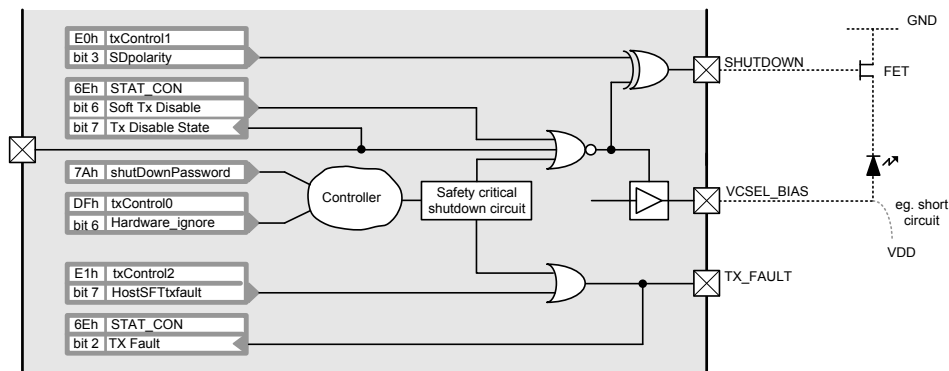 E0h txControl1
bit 3 SDpolarity
6Eh STAT_CON
bit 6 Soft Tx Disable
bit 7 Tx Disable State
7Ah shutDownPassword
DFh txControl0
bit 6 Hardware_ignore
E1h txControl2
bit 7 HostSFTtxfault
6Eh STAT_CON
bit 2 TX Fault
Controller
Safety critical
shutdown circuit
SHUTDOWN
VCSEL_BIAS
TX_FAULT
GND
FET
eg. short
circuit
VDD